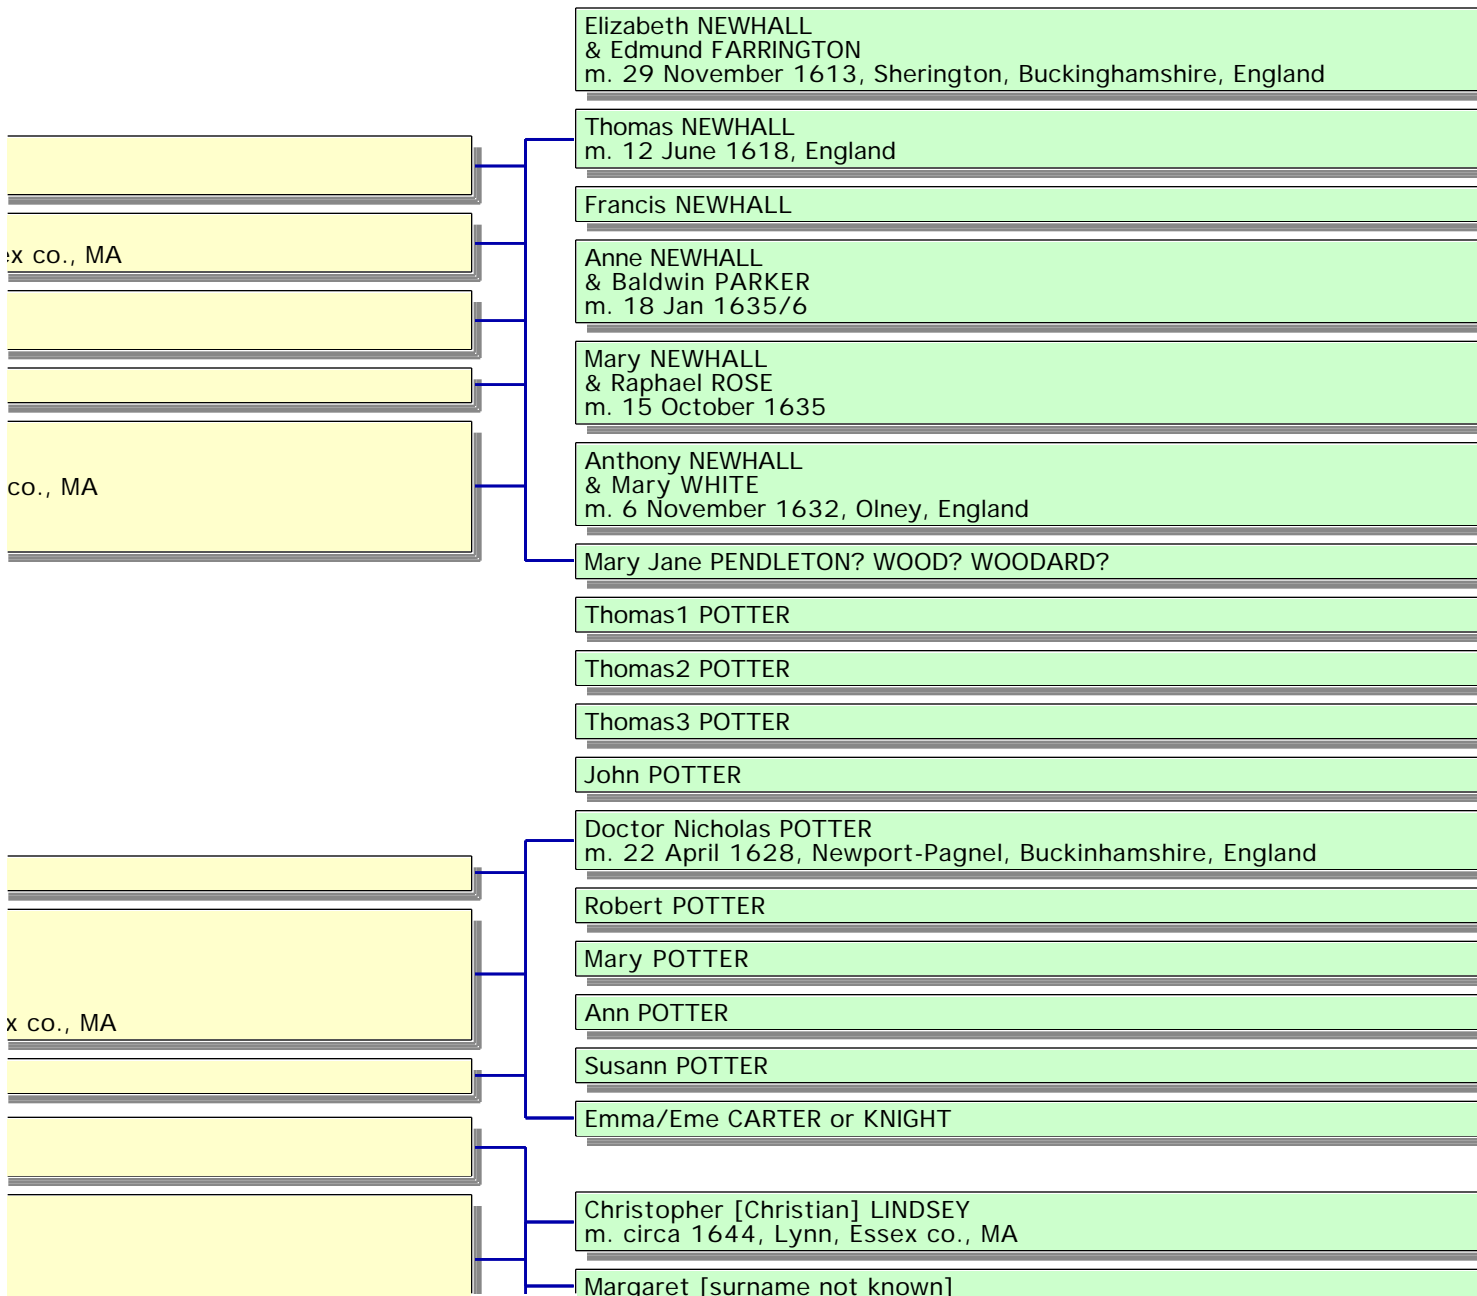 Elizabeth NEWHALL
& Edmund FARRINGTON
m. 29 November 1613, Sherington, Buckinghamshire, England
Thomas NEWHALL
m. 12 June 1618, England
Francis NEWHALL
ex co., MA
Anne NEWHALL
& Baldwin PARKER
m. 18 Jan 1635/6
Mary NEWHALL
& Raphael ROSE
m. 15 October 1635
co., MA
Anthony NEWHALL
& Mary WHITE
m. 6 November 1632, Olney, England
Mary Jane PENDLETON? WOOD? WOODARD?
Thomas1 POTTER
Thomas2 POTTER
Thomas3 POTTER
John POTTER
Doctor Nicholas POTTER
m. 22 April 1628, Newport-Pagnel, Buckinhamshire, England
Robert POTTER
Mary POTTER
x co., MA
Ann POTTER
Susann POTTER
Emma/Eme CARTER or KNIGHT
Christopher [Christian] LINDSEY
m. circa 1644, Lynn, Essex co., MA
Margaret [surname not known]